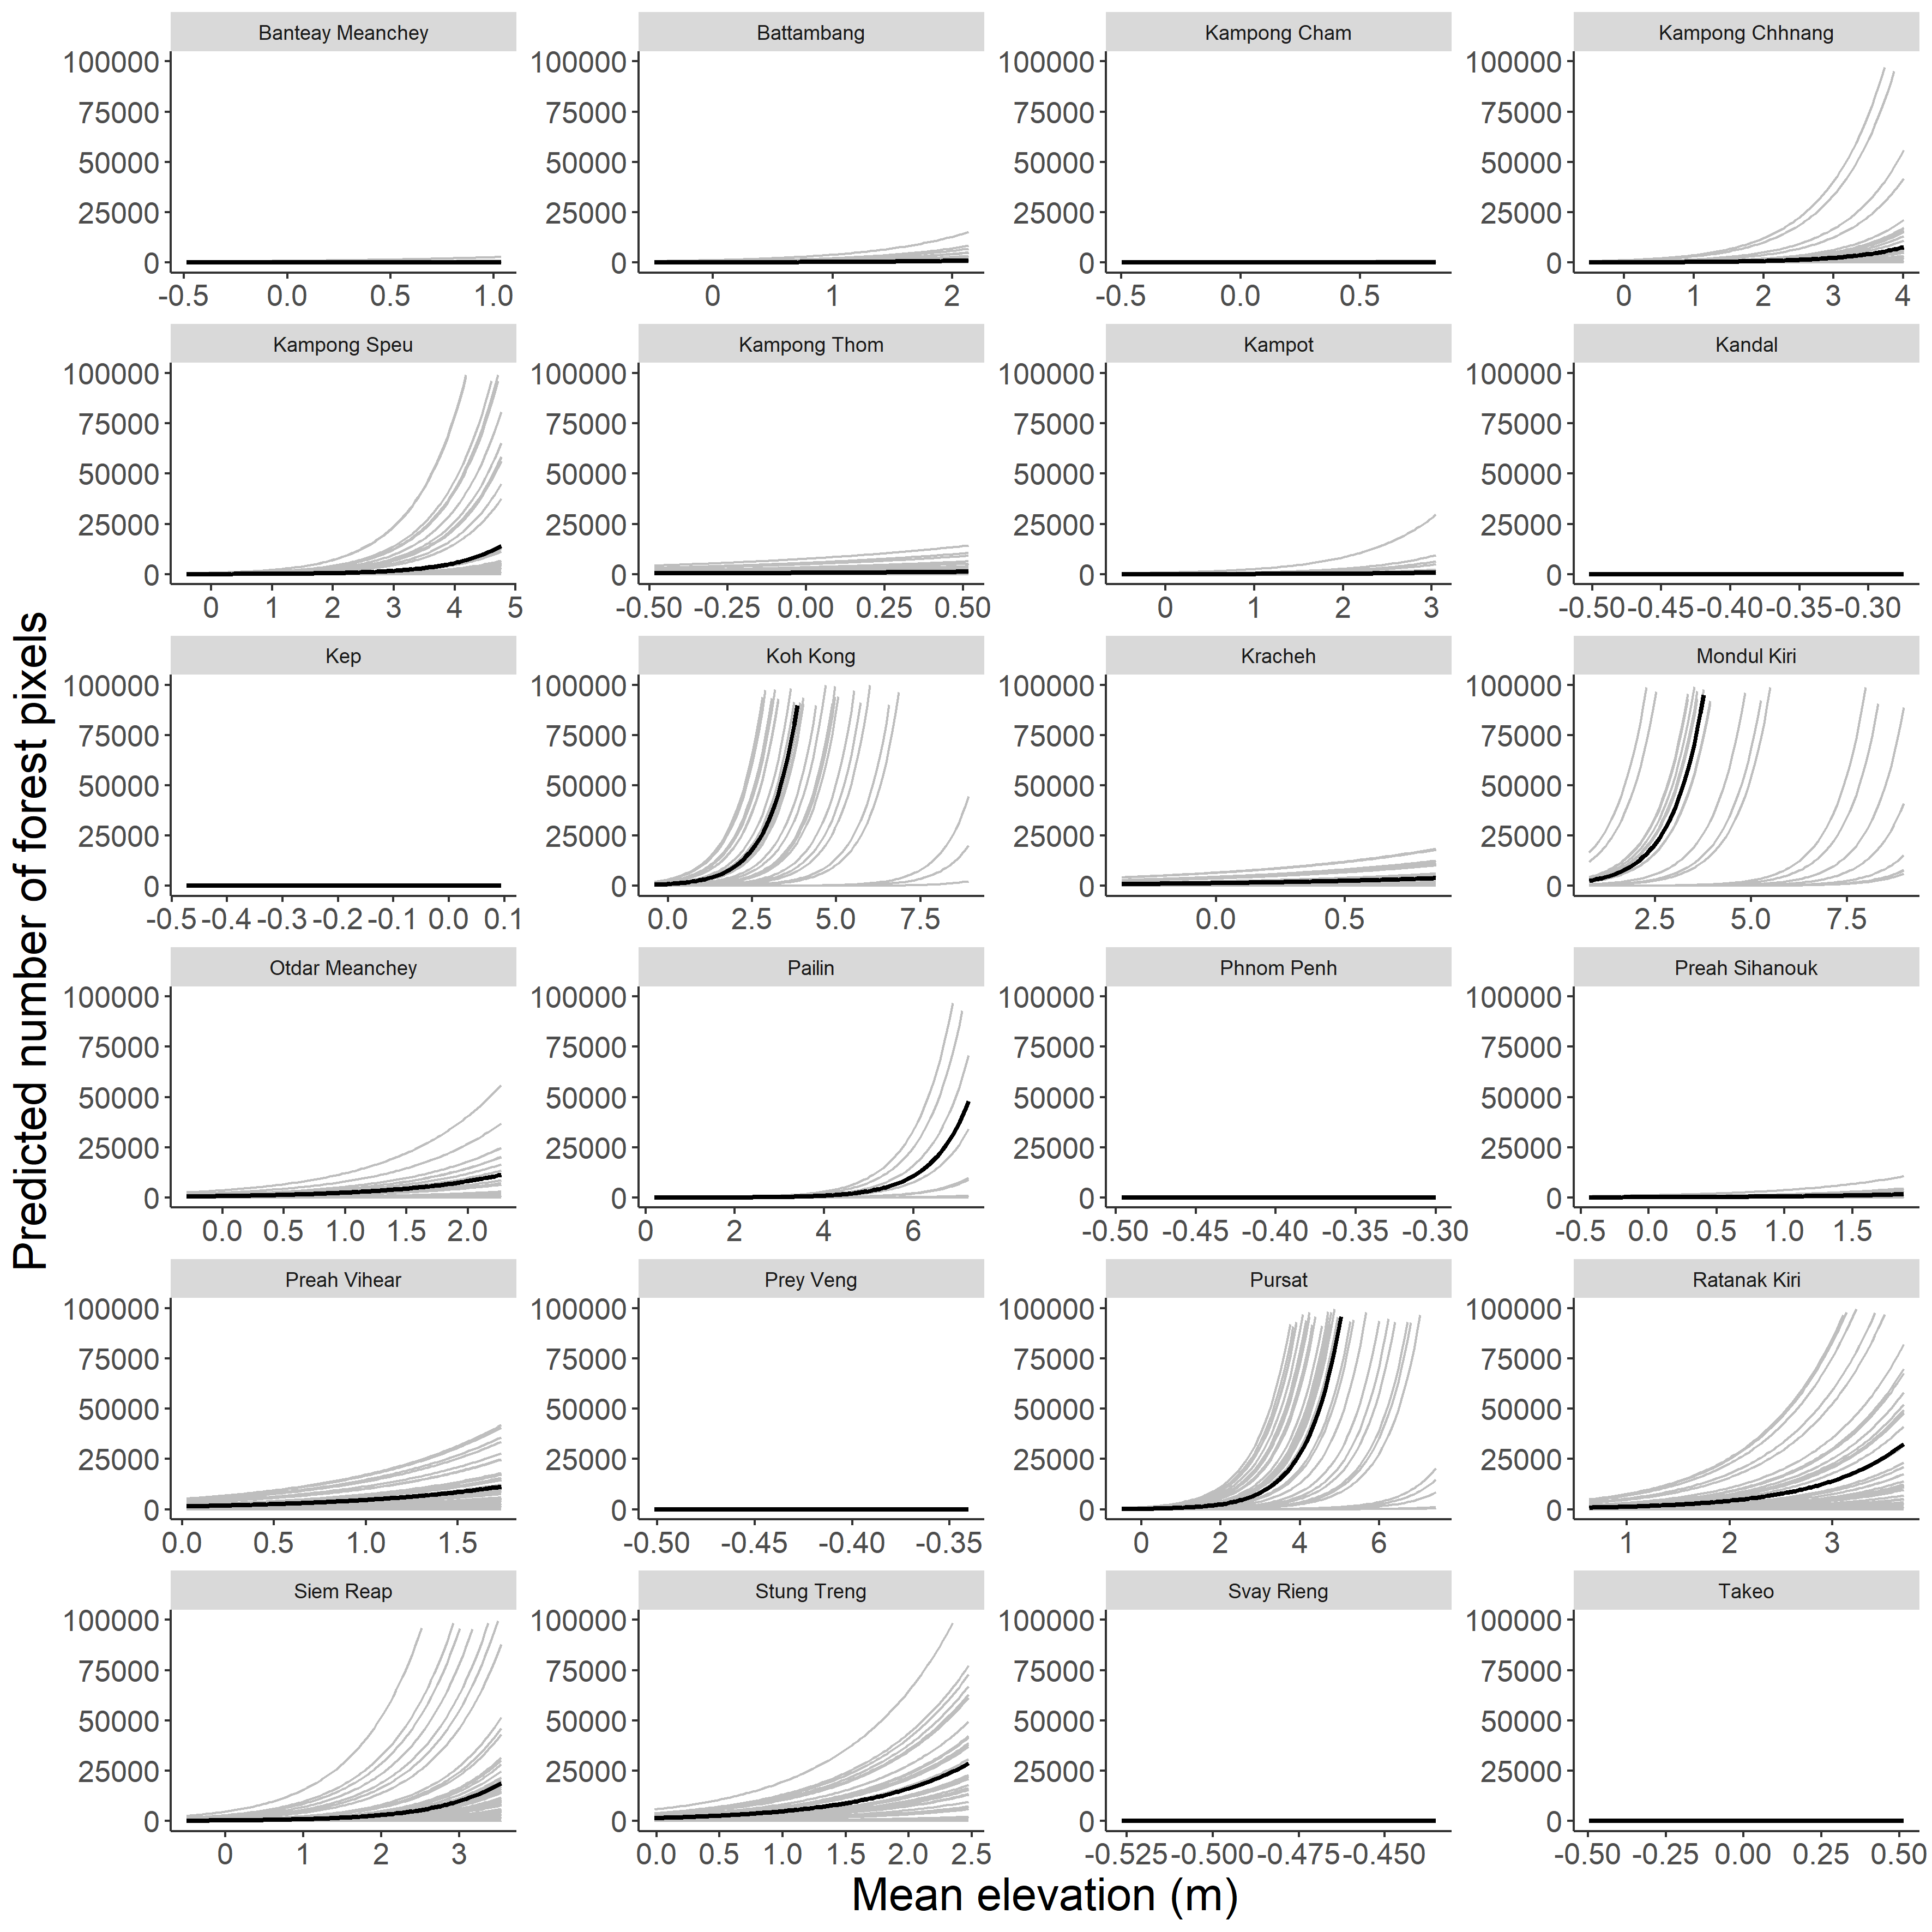 Banteay Meanchey Battambang Kampong Cham Kampong Chhnang
100000 100000 100000 100000
75000 75000 75000 75000
50000 50000 50000 50000
25000 25000 25000 25000
0 0 0 0
-0.5 0.0 0.5 1.0 0 1 2 -0.5 0.0 0.5 0 1 2 3 4
Kampong Speu Kampong Thom Kampot Kandal
100000 100000 100000 100000
75000 75000 75000 75000
50000 50000 50000 50000
25000 25000 25000 25000
0 0 0 0
0 1 2 3 4 5 -0.50 -0.25 0.00 0.25 0.50 0 1 2 3 -0.50 -0.45 -0.40 -0.35 -0.30
Predicted number of forest pixels
Kep Koh Kong Kracheh Mondul Kiri
100000 100000 100000 100000
75000 75000 75000 75000
50000 50000 50000 50000
25000 25000 25000 25000
0 0 0 0
-0.5 -0.4 -0.3 -0.2 -0.1 0.0 0.1 0.0 2.5 5.0 7.5 0.0 0.5 2.5 5.0 7.5
Otdar Meanchey Pailin Phnom Penh Preah Sihanouk
100000 100000 100000 100000
75000 75000 75000 75000
50000 50000 50000 50000
25000 25000 25000 25000
0 0 0 0
0.0 0.5 1.0 1.5 2.0 0 2 4 6 -0.50 -0.45 -0.40 -0.35 -0.30 -0.5 0.0 0.5 1.0 1.5
Preah Vihear Prey Veng Pursat Ratanak Kiri
100000 100000 100000 100000
75000 75000 75000 75000
50000 50000 50000 50000
25000 25000 25000 25000
0 0 0 0
0.0 0.5 1.0 1.5 -0.50 -0.45 -0.40 -0.35 0 2 4 6 1 2 3
Siem Reap Stung Treng Svay Rieng Takeo
100000 100000 100000 100000
75000 75000 75000 75000
50000 50000 50000 50000
25000 25000 25000 25000
0 0 0 0
0 1 2 3 0.0 0.5 1.0 1.5 2.0 2.5 -0.525 -0.500 -0.475 -0.450 -0.50 -0.25 0.00 0.25 0.50
Mean elevation (m)